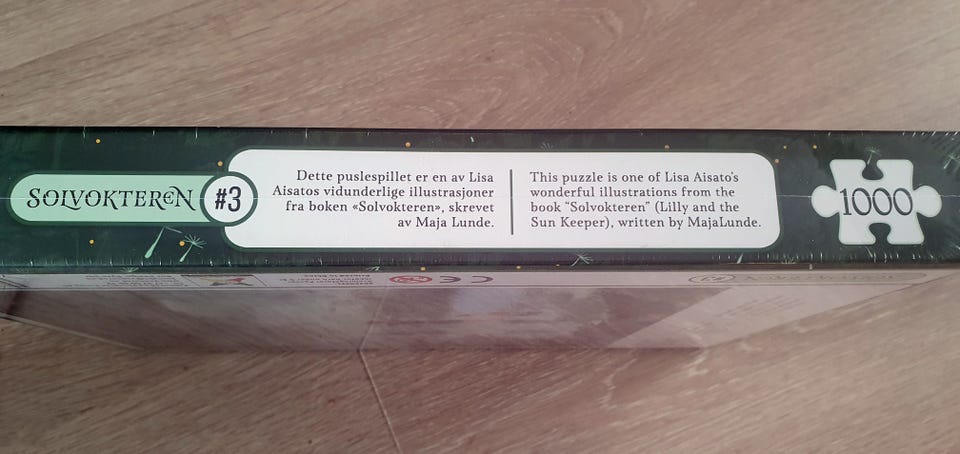 SOLVOKTEREN
#3
Dette puslespillet er en av Lisa
Aisatos vidunderlige illustrasjoner
fra boken «Solvokteren», skrevet
av Maja Lunde.
This puzzle is one of Lisa Aisato's
wonderful illustrations from the
book "Solvokteren" (Lilly and the
Sun Keeper), written by MajaLunde.
1000
CE